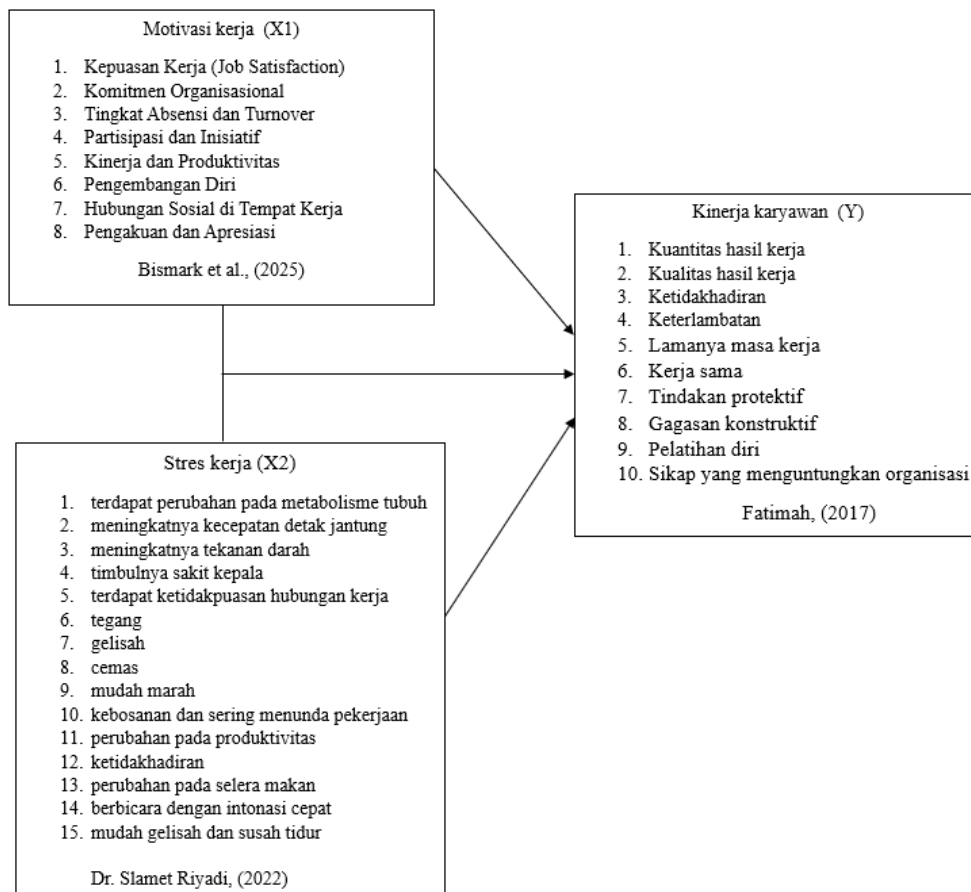 Motivasi kerja (X1)
1. Kepuasan Kerja (Job Satisfaction)
2. Komitmen Organisasional
3. Tingkat Absensi dan Turnover
4. Partisipasi dan Inisiatif
5. Kinerja dan Produktivitas
6. Pengembangan Diri
7. Hubungan Sosial di Tempat Kerja
8. Pengakuan dan Apresiasi
Bismark et al., (2025)
Stres kerja (X2)
1. terdapat perubahan pada metabolisme tubuh
2. meningkatnya kecepatan detak jantung
3. meningkatnya tekanan darah
4. timbulnya sakit kepala
5. terdapat ketidakpuasan hubungan kerja
6. tegang
7. gelisah
8. cemas
9. mudah marah
10. kebosanan dan sering menunda pekerjaan
11. perubahan pada produktivitas
12. ketidakhadiran
13. perubahan pada selera makan
14. berbicara dengan intonasi cepat
15. mudah gelisah dan susah tidur
Dr. Slamet Riyadi, (2022)
Kinerja karyawan (Y)
1. Kuantitas hasil kerja
2. Kualitas hasil kerja
3. Ketidakhadiran
4. Keterlambatan
5. Lamanya masa kerja
6. Kerja sama
7. Tindakan protektif
8. Gagasan konstruktif
9. Pelatihan diri
10. Sikap yang menguntungkan organisasi
Fatimah, (2017)